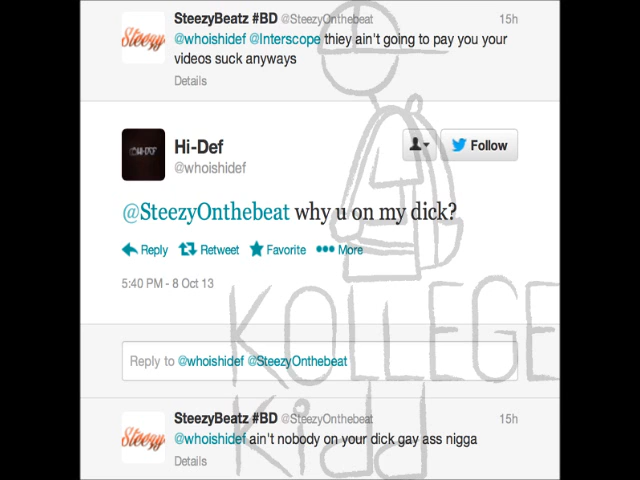 SteezyBeatz #BD @SteezyOnthebeat 15h
@whoishidef @Interscope thiey ain't going to pay you your
videos suck anyways
Details
Steezy
Hi-Def
@whoishidef
Follow
@SteezyOnthebeat why u on my dick?
Reply Retweet Favorite More
5:40 PM - 8 Oct 13
Reply to @whoishidef @SteezyOnthebeat
SteezyBeatz #BD @SteezyOnthebeat 15h
@whoishidef ain't nobody on your dick gay ass nigga
Details
Steezy
KOLLEGE
Kidd